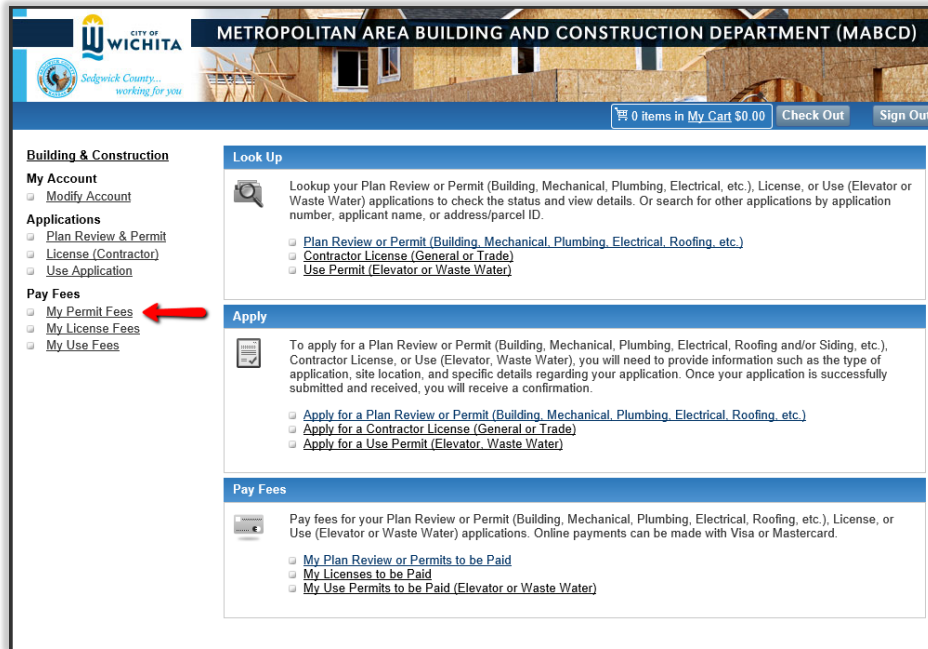 CITY OF
WICHITA
Sedgwick County...
working for you
METROPOLITAN AREA BUILDING AND CONSTRUCTION DEPARTMENT (MABCD)
0 items in My Cart $0.00
Check Out
Sign Out
Building & Construction
My Account
Modify Account
Applications
Plan Review & Permit
License (Contractor)
Use Application
Pay Fees
My Permit Fees
My License Fees
My Use Fees
Look Up
Lookup your Plan Review or Permit (Building, Mechanical, Plumbing, Electrical, etc.), License, or Use (Elevator or
Waste Water) applications to check the status and view details. Or search for other applications by application
number, applicant name, or address/parcel ID.
Plan Review or Permit (Building, Mechanical, Plumbing, Electrical, Roofing, etc.)
Contractor License (General or Trade)
Use Permit (Elevator or Waste Water)
Apply
To apply for a Plan Review or Permit (Building, Mechanical, Plumbing, Electrical, Roofing and/or Siding, etc.),
Contractor License, or Use (Elevator, Waste Water), you will need to provide information such as the type of
application, site location, and specific details regarding your application. Once your application is successfully
submitted and received, you will receive a confirmation.
Apply for a Plan Review or Permit (Building, Mechanical, Plumbing, Electrical, Roofing, etc.)
Apply for a Contractor License (General or Trade)
Apply for a Use Permit (Elevator, Waste Water)
Pay Fees
Pay fees for your Plan Review or Permit (Building, Mechanical, Plumbing, Electrical, Roofing, etc.), License, or
Use (Elevator or Waste Water) applications. Online payments can be made with Visa or Mastercard.
My Plan Review or Permits to be Paid
My Licenses to be Paid
My Use Permits to be Paid (Elevator or Waste Water)